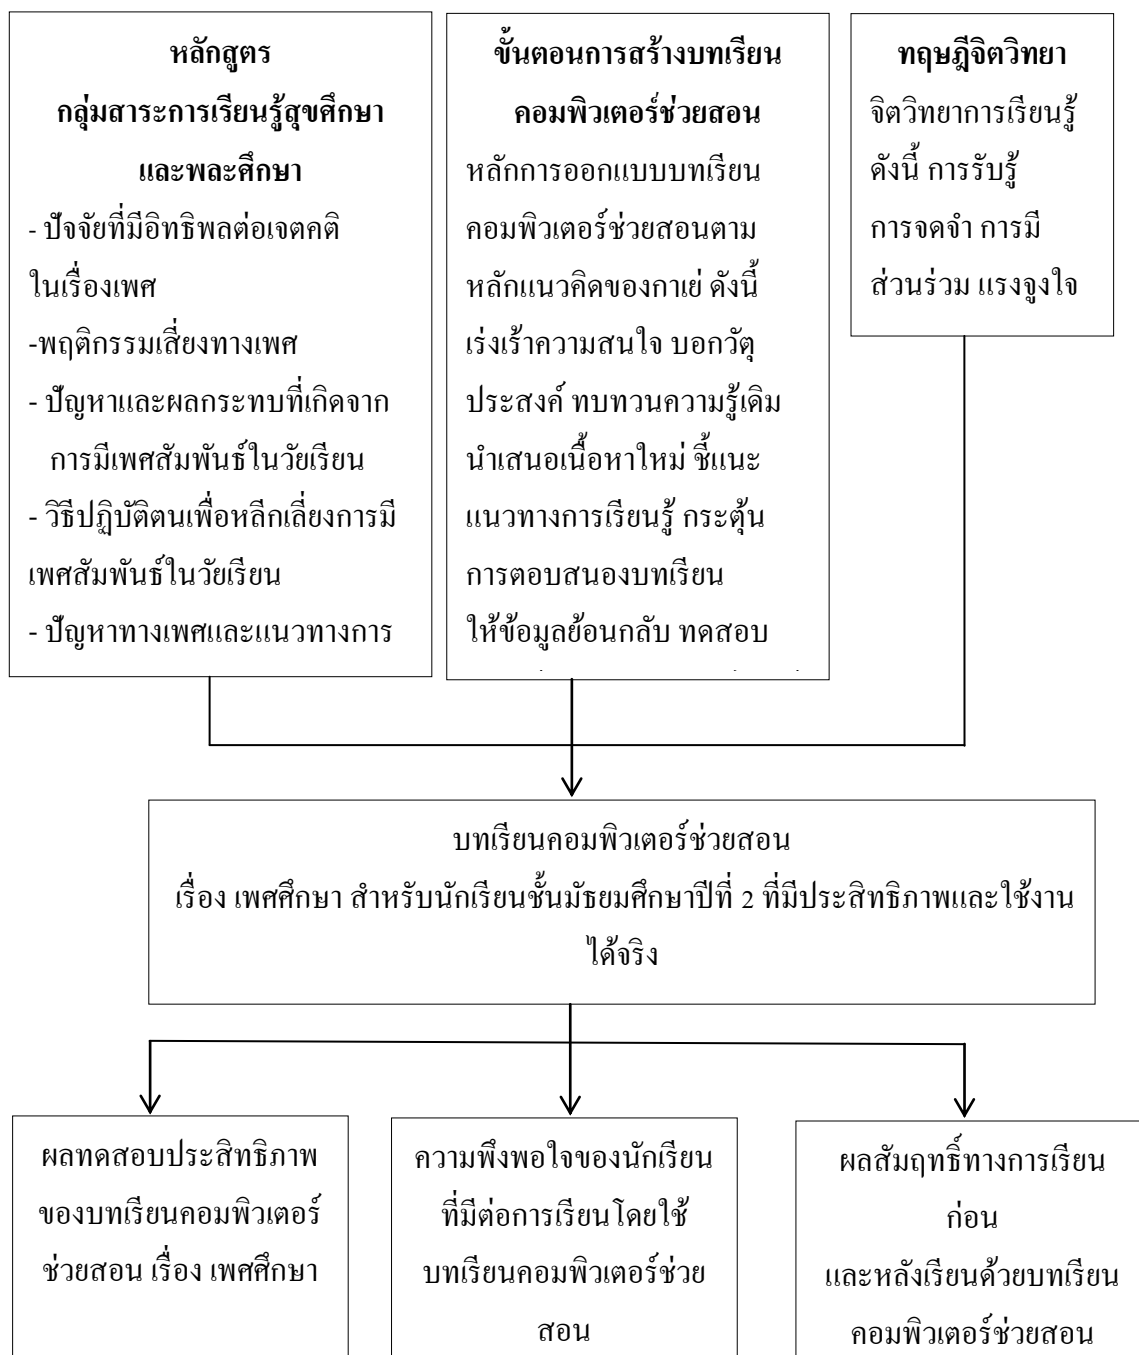 หลักสูตร
กลุ่มสาระการเรียนรู้สุขศึกษา
และพละศึกษา
- ปัจจัยที่มีอิทธิพลต่อเจตคติ
ในเรื่องเพศ
-พฤติกรรมเสี่ยงทางเพศ
- ปัญหาและผลกระทบที่เกิดจาก
การมีเพศสัมพันธ์ในวัยเรียน
- วิธีปฏิบัติตนเพื่อหลีกเลี่ยงการมี
เพศสัมพันธ์ในวัยเรียน
- ปัญหาทางเพศและแนวทางการ
ขั้นตอนการสร้างบทเรียน
คอมพิวเตอร์ช่วยสอน
หลักการออกแบบบทเรียน
คอมพิวเตอร์ช่วยสอนตาม
หลักแนวคิดของกาเย่ ดังนี้
เร่งเร้าความสนใจ บอกวัตุ
ประสงค์ ทบทวนความรู้เดิม
นำเสนอเนื้อหาใหม่ ชี้แนะ
แนวทางการเรียนรู้ กระตุ้น
การตอบสนองบทเรียน
ให้ข้อมูลย้อนกลับ ทดสอบ
ทฤษฎีจิตวิทยา
จิตวิทยาการเรียนรู้
ดังนี้ การรับรู้
การจดจำ การมี
ส่วนร่วม แรงจูงใจ
บทเรียนคอมพิวเตอร์ช่วยสอน
เรื่อง เพศศึกษา สำหรับนักเรียนชั้นมัธยมศึกษาปีที่ 2 ที่มีประสิทธิภาพและใช้งาน
ได้จริง
ผลทดสอบประสิทธิภาพ
ของบทเรียนคอมพิวเตอร์
ช่วยสอน เรื่อง เพศศึกษา
ความพึงพอใจของนักเรียน
ที่มีต่อการเรียนโดยใช้
บทเรียนคอมพิวเตอร์ช่วย
สอน
ผลสัมฤทธิ์ทางการเรียน
ก่อน
และหลังเรียนด้วยบทเรียน
คอมพิวเตอร์ช่วยสอน